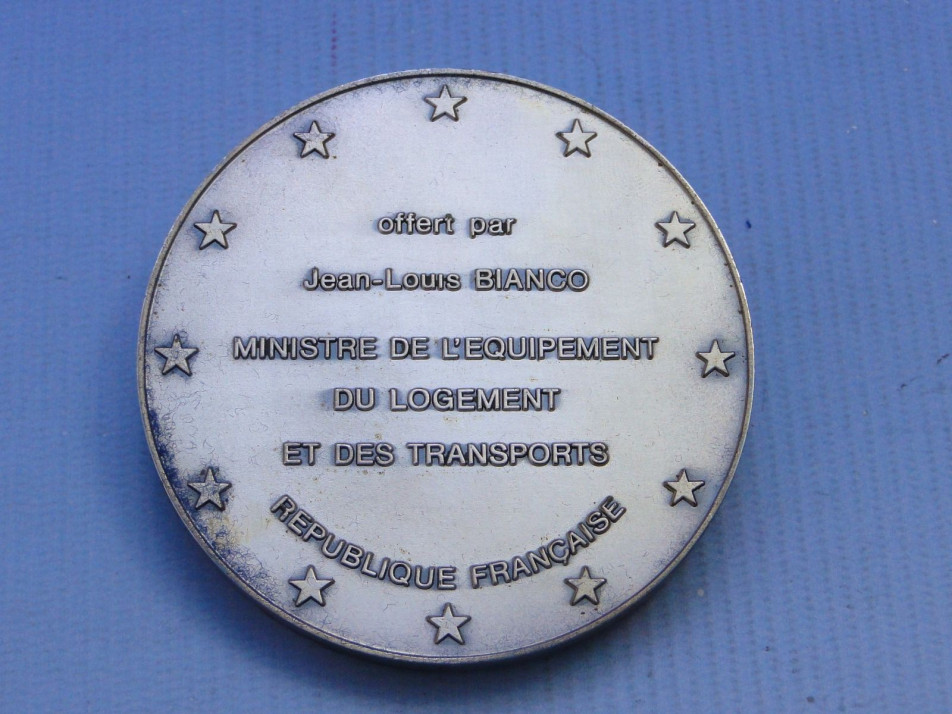 offert par
Jean-Louis BIANCO
MINISTRE DE L'EQUIPEMENT
DU LOGEMENT
ET DES TRANSPORTS
REPUBLIQUE FRANÇAISE